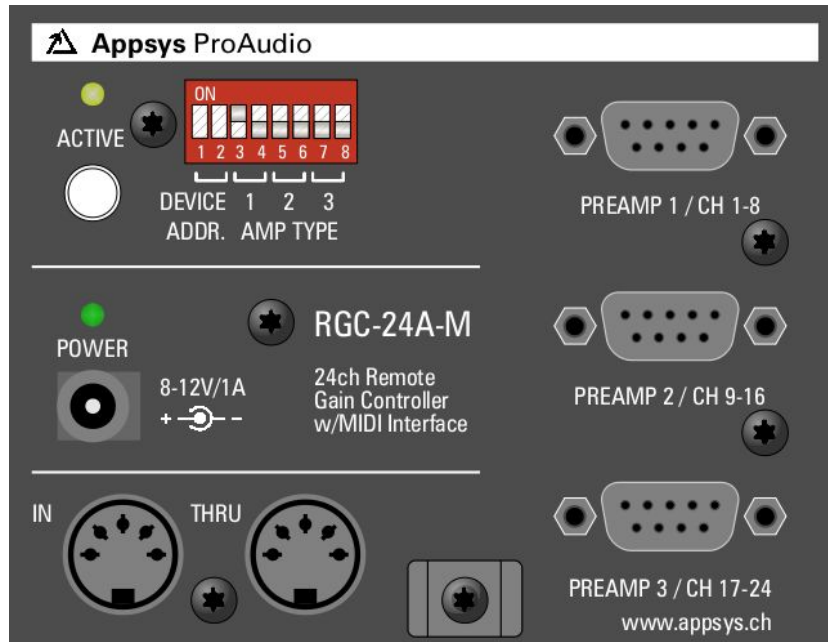 Appsys ProAudio
ON
1 2 3 4 5 6 7 8
ACTIVE
DEVICE 1 2 3
ADDR. AMP TYPE
PREAMP 1 / CH 1-8
POWER
8-12V/1A
+ -
RGC-24A-M
24ch Remote
Gain Controller
w/MIDI Interface
PREAMP 2 / CH 9-16
IN
THRU
PREAMP 3 / CH 17-24
www.appsys.ch